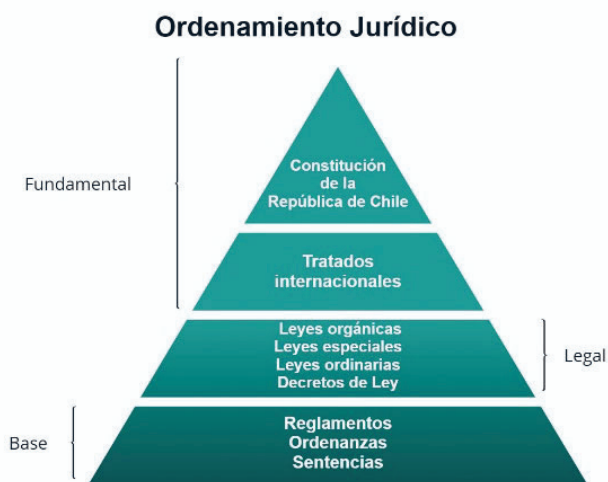 Ordenamiento Jurídico
Fundamental
Constitución
de la
República de Chile
Tratados
internacionales
Leyes orgánicas
Leyes especiales
Leyes ordinarias
Decretos de Ley
Legal
Base
Reglamentos
Ordenanzas
Sentencias